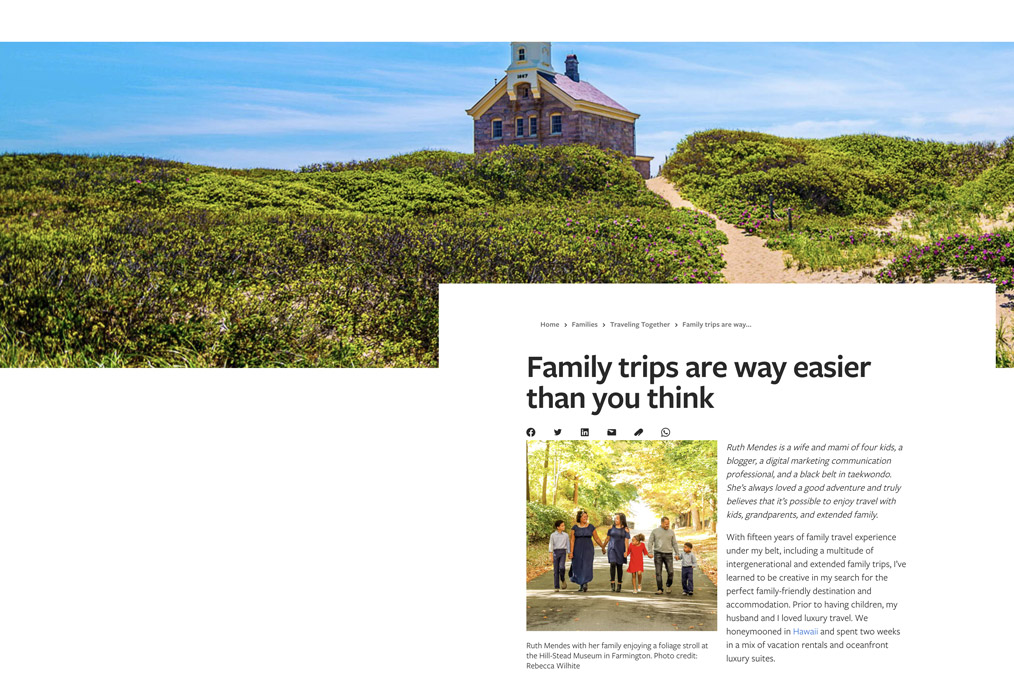 1867
Home › Families › Traveling Together › Family trips are way...
Family trips are way easier
than you think
Ruth Mendes is a wife and mami of four kids, a
blogger, a digital marketing communication
professional, and a black belt in taekwondo.
She's always loved a good adventure and truly
believes that it's possible to enjoy travel with
kids, grandparents, and extended family.
With fifteen years of family travel experience
under my belt, including a multitude of
intergenerational and extended family trips, I've
learned to be creative in my search for the
perfect family-friendly destination and
accommodation. Prior to having children, my
husband and I loved luxury travel. We
honeymooned in Hawaii and spent two weeks
in a mix of vacation rentals and oceanfront
luxury suites.
Ruth Mendes with her family enjoying a foliage stroll at
the Hill-Stead Museum in Farmington. Photo credit:
Rebecca Wilhite